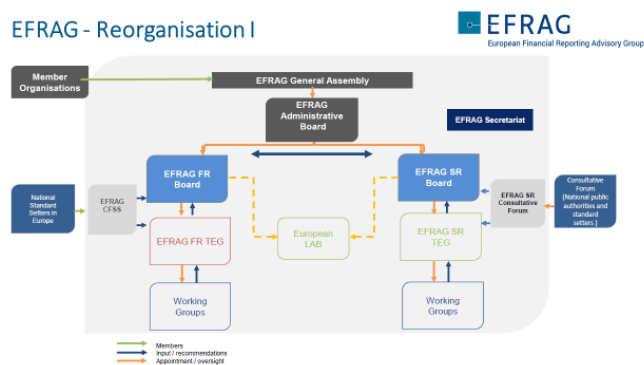 EFRAG - Reorganisation I
EFRAG
European Financial Reporting Advisory Group
Member
Organisations
EFRAG General Assembly
EFRAG
Administrative
Board
EFRAG Secretariat
EFRAG FR
Board
EFRAG SR
Board
National
Standard
Setters in
Europe
EFRAG
CFSS
EFRAG SR
Consultative
Forum
Consultative
Forum
(National public
authorities and
standard
setters )
EFRAG FR TEG
European
LAB
EFRAG SR
TEG
Working
Groups
Working
Groups
Members
Input / recommendations
Appointment / oversight